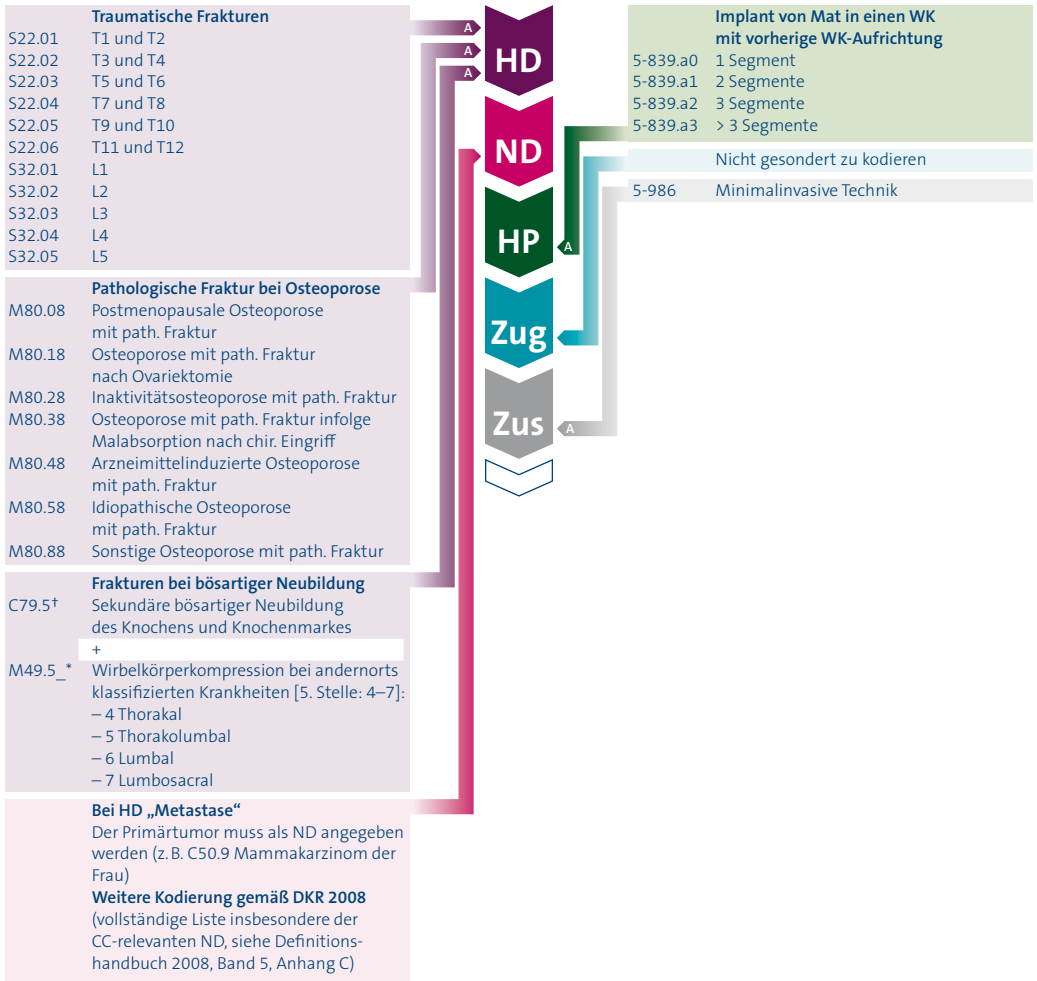 Traumatische Frakturen
S22.01 T1 und T2
S22.02 T3 und T4
S22.03 T5 und T6
S22.04 T7 und T8
S22.05 T9 und T10
S22.06 T11 und T12
S32.01 L1
S32.02 L2
S32.03 L3
S32.04 L4
S32.05 L5
Pathologische Fraktur bei Osteoporose
M80.08 Postmenopausale Osteoporose
mit path. Fraktur
M80.18 Osteoporose mit path. Fraktur
nach Ovariektomie
M80.28 Inaktivitätsosteoporose mit path. Fraktur
M80.38 Osteoporose mit path. Fraktur infolge
Malabsorption nach chir. Eingriff
M80.48 Arzneimittelinduzierte Osteoporose
mit path. Fraktur
M80.58 Idiopathische Osteoporose
mit path. Fraktur
M80.88 Sonstige Osteoporose mit path. Fraktur
Frakturen bei bösartiger Neubildung
C79.5† Sekundäre bösartiger Neubildung
des Knochens und Knochenmarkes
+
M49.5_* Wirbelkörperkompression bei andernorts
klassifizierten Krankheiten [5. Stelle: 4–7]:
– 4 Thorakal
– 5 Thorakolumbal
– 6 Lumbal
– 7 Lumbosacral
Bei HD „Metastase“
Der Primärtumor muss als ND angegeben
werden (z. B. C50.9 Mammakarzinom der
Frau)
Weitere Kodierung gemäß DKR 2008
(vollständige Liste insbesondere der
CC-relevanten ND, siehe Definitions-
handbuch 2008, Band 5, Anhang C)
A
A
A
HD
ND
HP
A
Zug
Zus
A
Implant von Mat in einen WK
mit vorherige WK-Aufrichtung
5-839.a0 1 Segment
5-839.a1 2 Segmente
5-839.a2 3 Segmente
5-839.a3 > 3 Segmente
Nicht gesondert zu kodieren
5-986 Minimalinvasive Technik